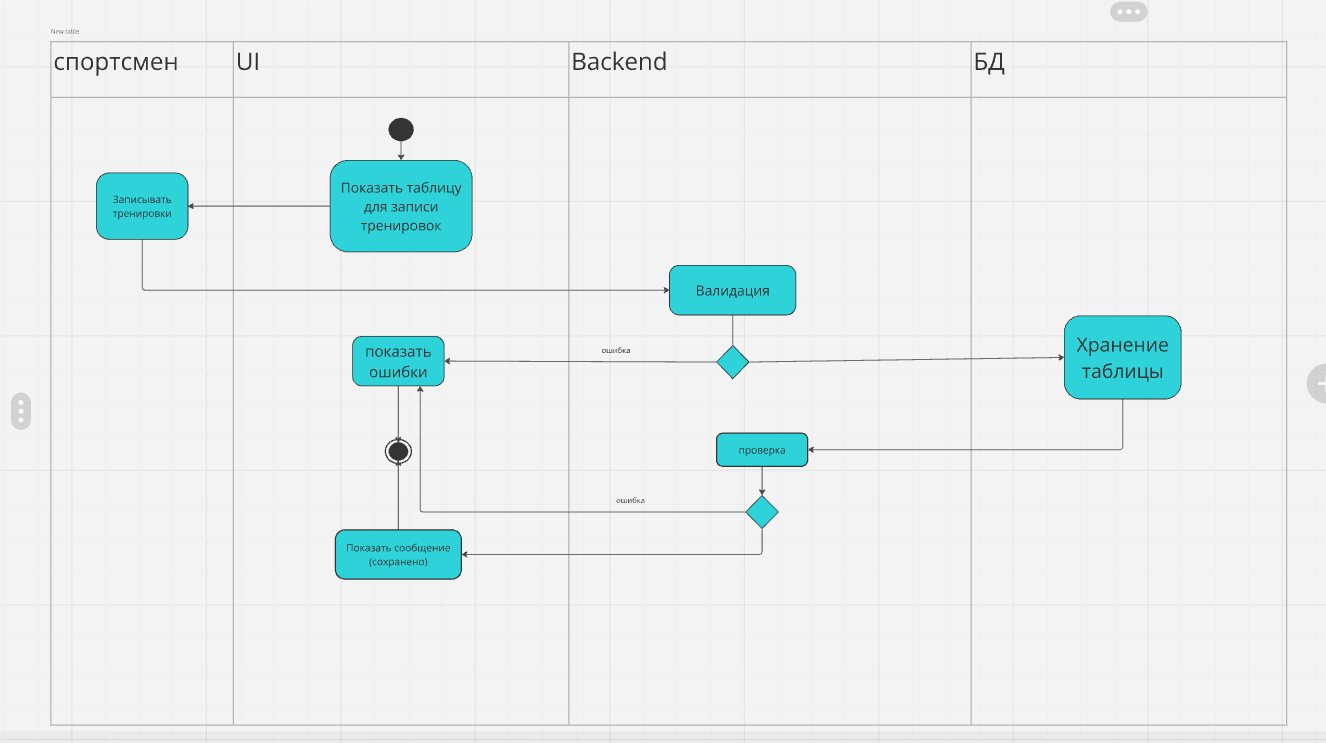 New table
спортсмен
UI
Backend
БД
Показать таблицу
для записи
тренировок
Записывать
тренировки
Валидация
показать
ошибки
ошибка
Хранение
таблицы
проверка
ошибка
Показать сообщение
(сохранено)